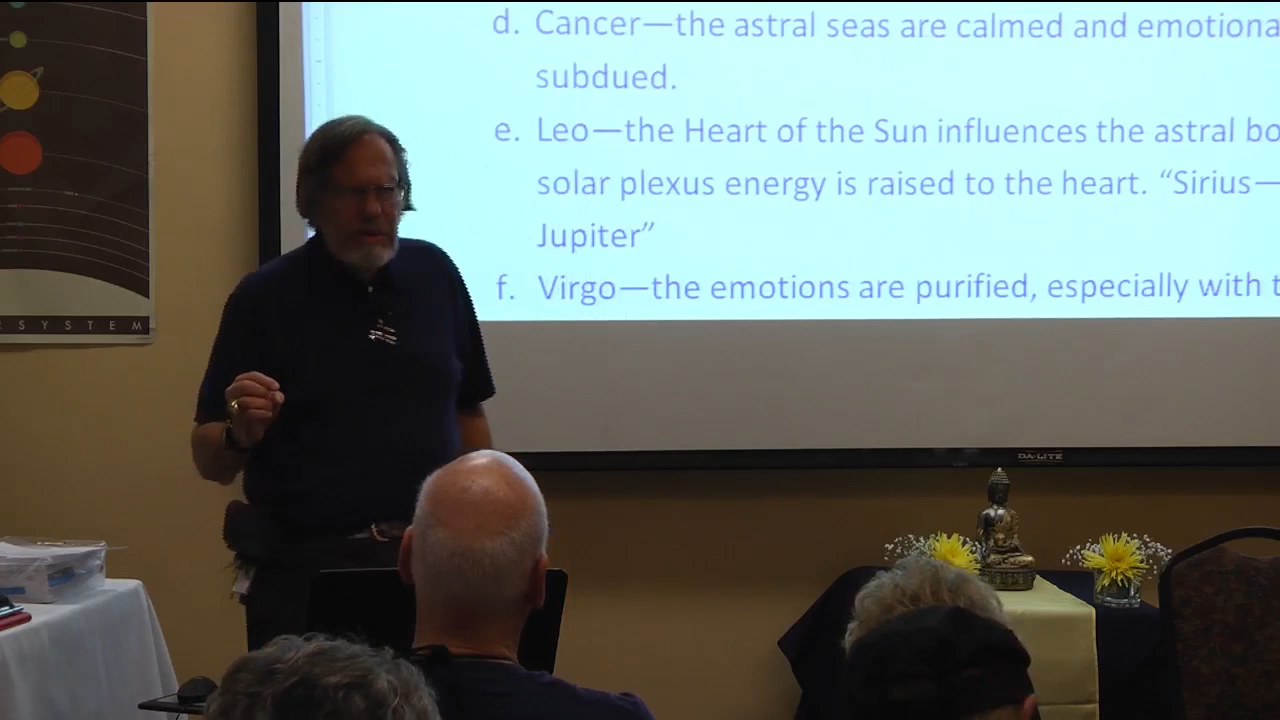 d. Cancer—the astral seas are calmed and emotiona
subdued.
e. Leo—the Heart of the Sun influences the astral bo
solar plexus energy is raised to the heart. “Sirius—
Jupiter”
f. Virgo—the emotions are purified, especially with t
DA-LITE
SYSTEM